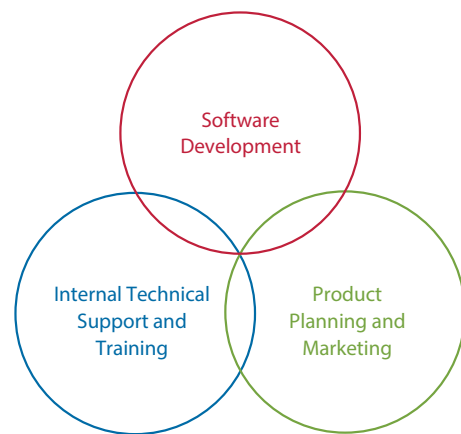 Software
Development
Internal Technical
Support and
Training
Product
Planning and
Marketing